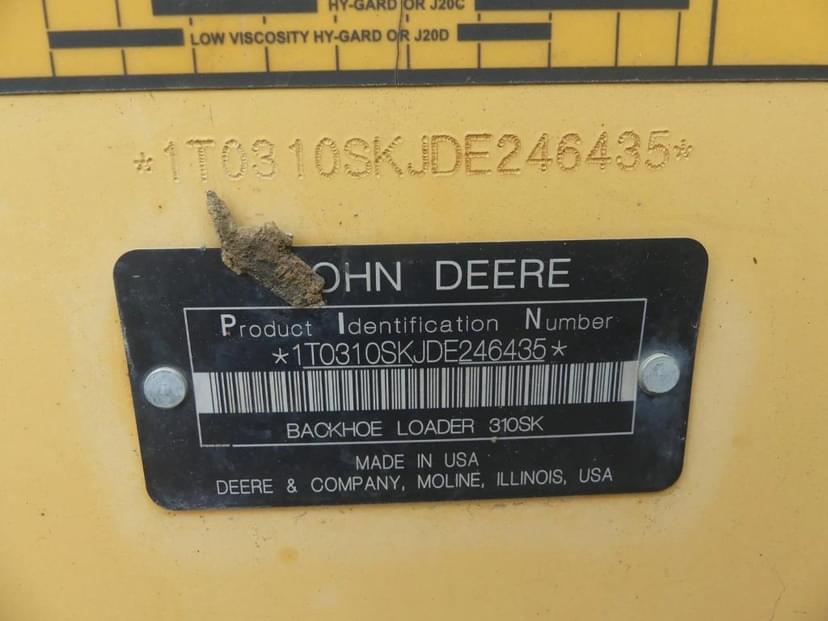 HY-GARD OR J20C
LOW VISCOSITY HY-GARD OR J20D
*1T0310SKJDE246435*
OHN DEERE
Product Identification Number
*1T0310SKJDE246435*
BACKHOE LOADER 310SK
MADE IN USA
DEERE & COMPANY, MOLINE, ILLINOIS, USA